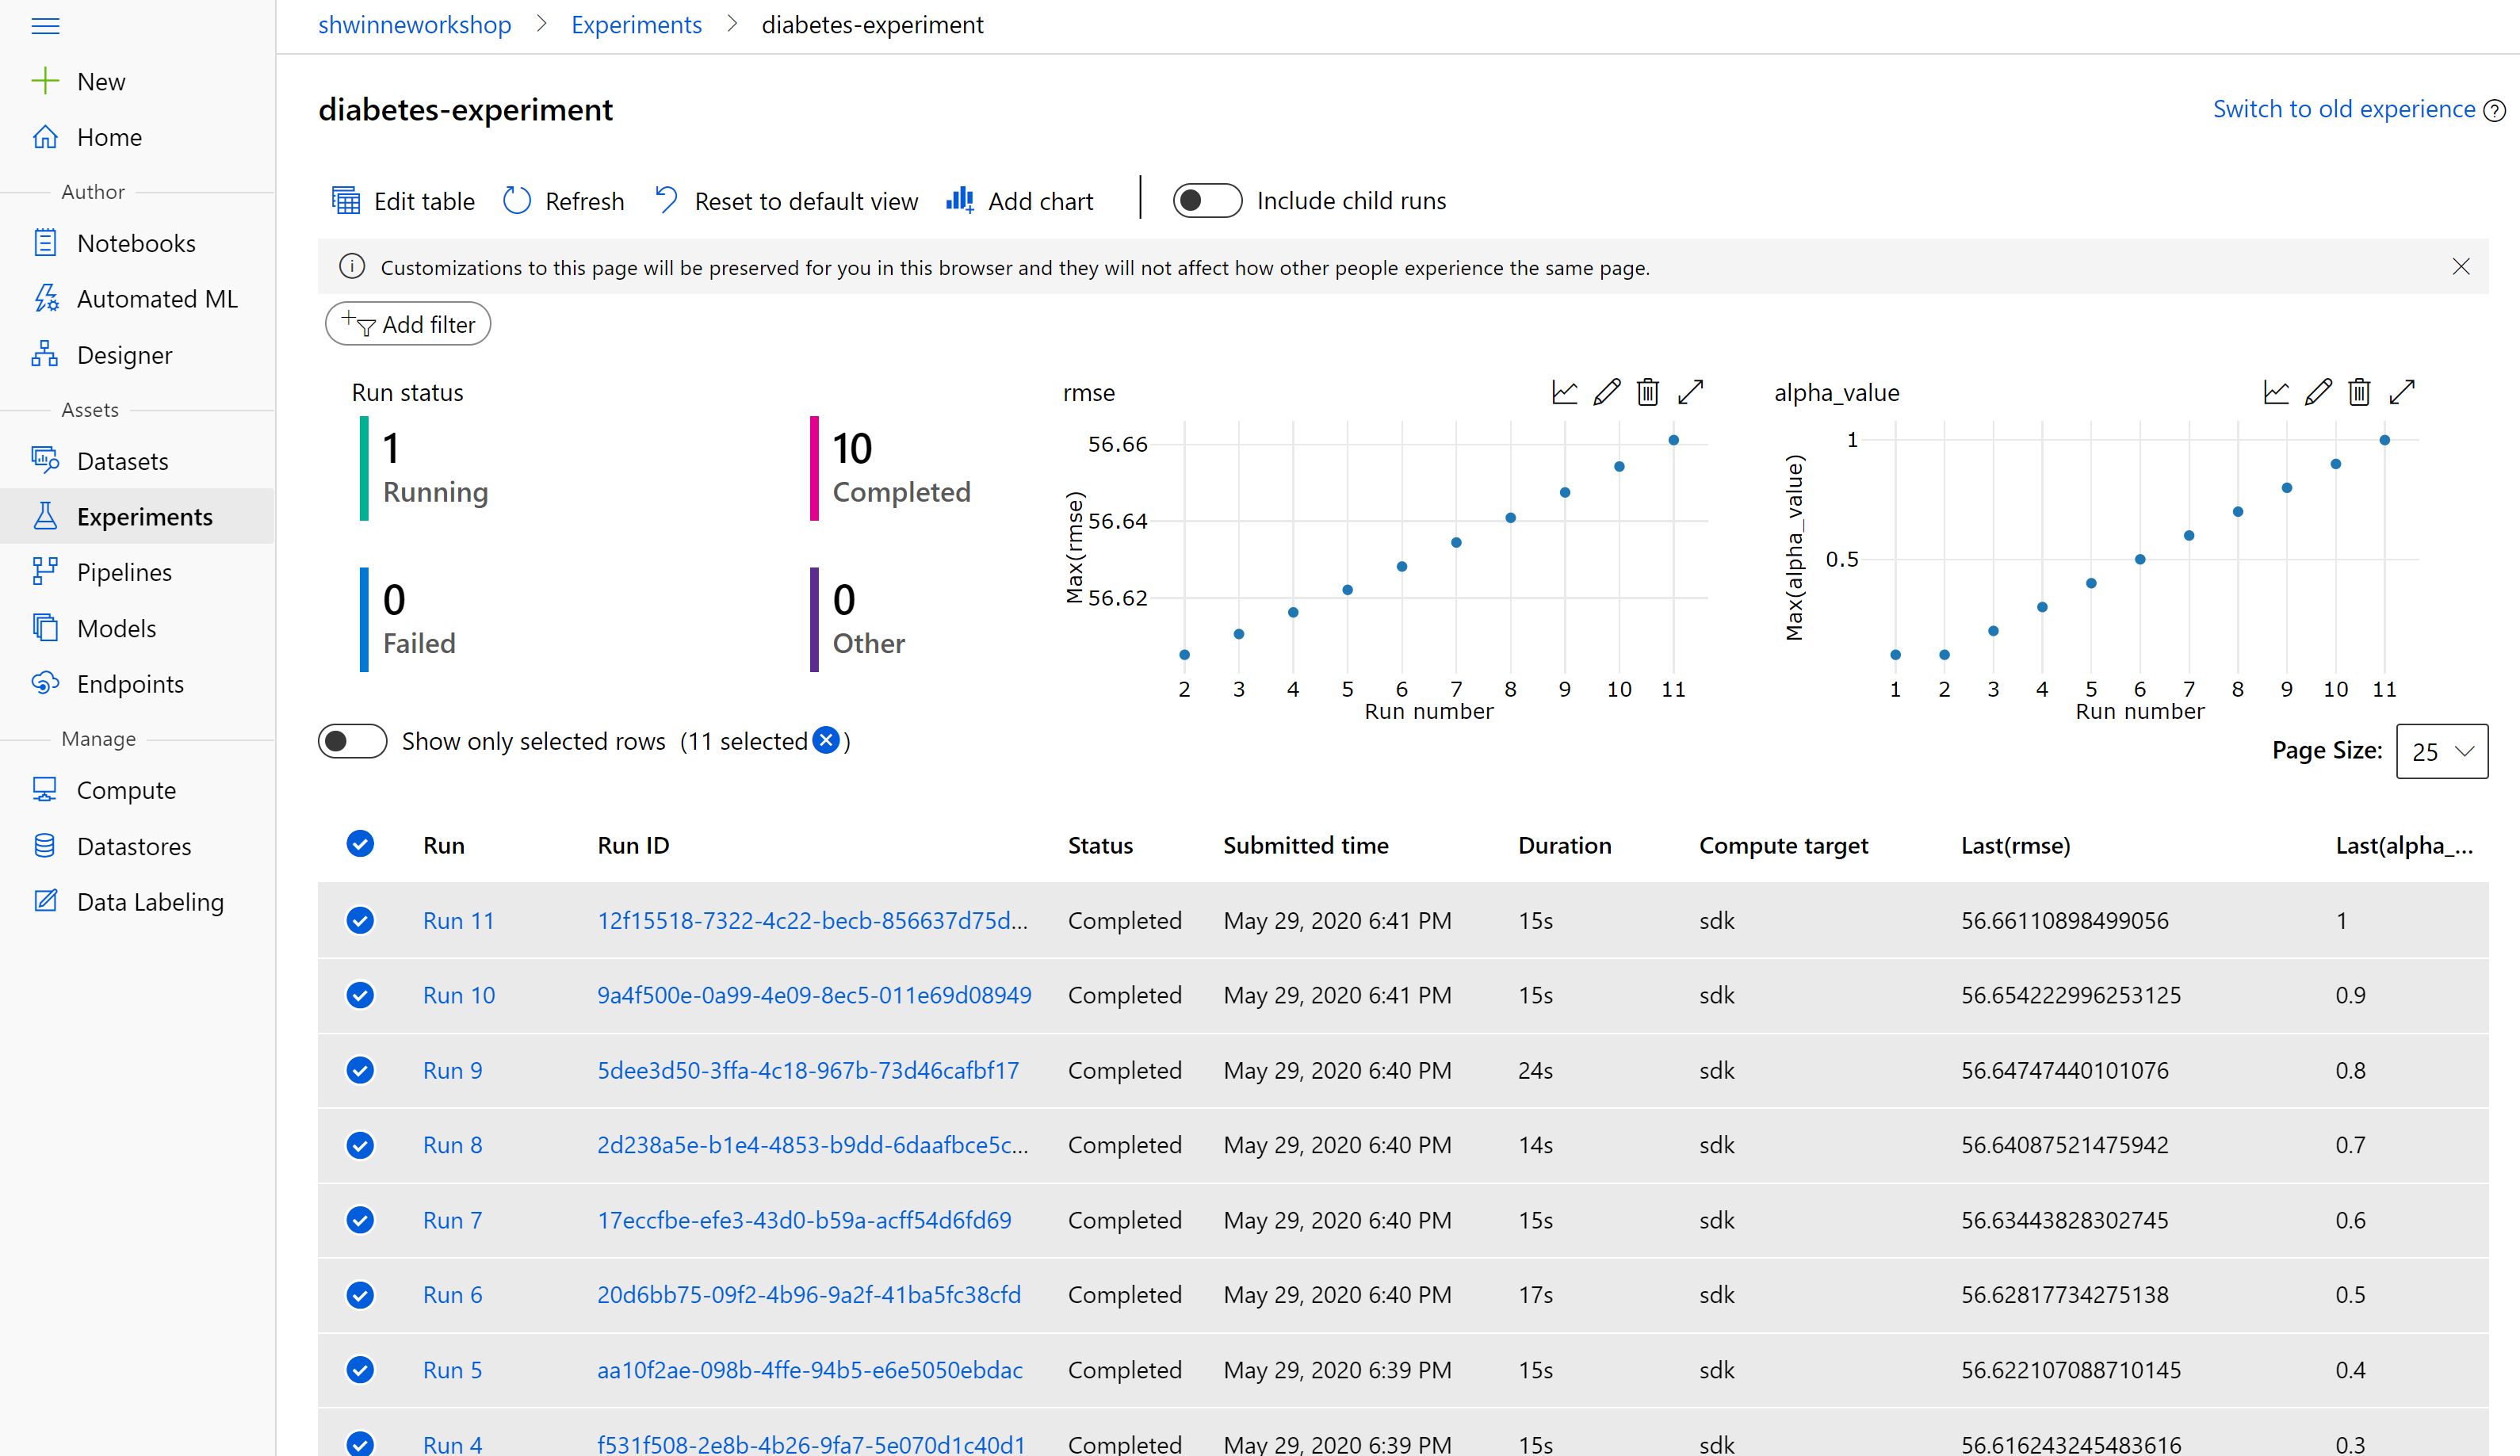 shwinneworkshop > Experiments > diabetes-experiment
New
Home
Author
Notebooks
Automated ML
Designer
Assets
Datasets
Experiments
Pipelines
Models
Endpoints
Manage
Compute
Datastores
Data Labeling
diabetes-experiment
Switch to old experience
Edit table Refresh Reset to default view Add chart Include child runs
Customizations to this page will be preserved for you in this browser and they will not affect how other people experience the same page.
Add filter
Run status
1
Running
10
Completed
0
Failed
0
Other
rmse
Max(rmse)
56.66
56.64
56.62
2 3 4 5 6 7 8 9 10 11
Run number
alpha_value
Max(alpha_value)
1
0.5
1 2 3 4 5 6 7 8 9 10 11
Run number
Show only selected rows (11 selected )
Page Size: 25
Run Run ID Status Submitted time Duration Compute target Last(rmse) Last(alpha_...
Run 11 12f15518-7322-4c22-becb-856637d75d... Completed May 29, 2020 6:41 PM 15s sdk 56.66110898499056 1
Run 10 9a4f500e-0a99-4e09-8ec5-011e69d08949 Completed May 29, 2020 6:41 PM 15s sdk 56.654222996253125 0.9
Run 9 5dee3d50-3ffa-4c18-967b-73d46cafbf17 Completed May 29, 2020 6:40 PM 24s sdk 56.64747440101076 0.8
Run 8 2d238a5e-b1e4-4853-b9dd-6daafbce5c... Completed May 29, 2020 6:40 PM 14s sdk 56.64087521475942 0.7
Run 7 17eccfbe-efe3-43d0-b59a-acff54d6fd69 Completed May 29, 2020 6:40 PM 15s sdk 56.63443828302745 0.6
Run 6 20d6bb75-09f2-4b96-9a2f-41ba5fc38cfd Completed May 29, 2020 6:40 PM 17s sdk 56.62817734275138 0.5
Run 5 aa10f2ae-098b-4ffe-94b5-e6e5050ebdac Completed May 29, 2020 6:39 PM 15s sdk 56.622107088710145 0.4
Run 4 f531f508-2e8b-4b26-9fa7-5e070d1c40d1 Completed May 29, 2020 6:39 PM 15s sdk 56.616243245483616 0.3